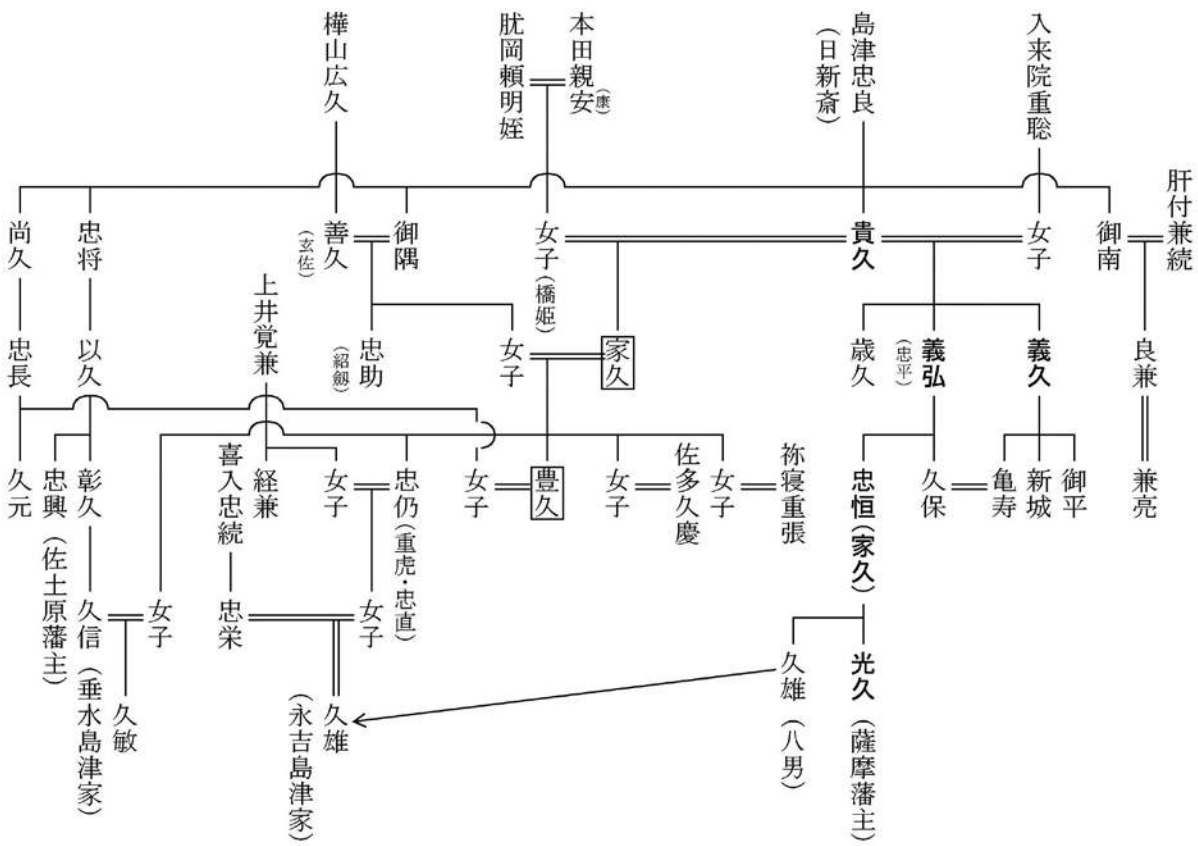 入来院重聡
島津忠良
（日新斎）
本田親安
（康）
肬岡頼明姪
樺山広久
肝付兼続
御南
女子
貴久
女子（橋姫）
御隅
善久
（玄佐）
忠将
尚久
良兼
義久
義弘
（忠平）
歳久
家久
女子
忠助
（紹劔）
上井覚兼
以久
忠長
兼亮
御平
新城
亀寿
久保
忠恒（家久）
祢寝重張
女子
佐多久慶
女子
豊久
女子
忠仍（重虎・忠直）
女子
経兼
喜入忠続
女子
彰久
忠興（佐土原藩主）
久元
光久（薩摩藩主）
久雄（八男）
女子
忠栄
久信（垂水島津家）
久雄
（永吉島津家）
久敏